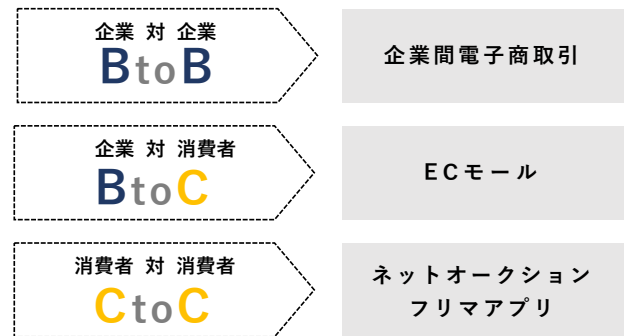 企業 対 企業
BtoB
企業間電子商取引
企業 対 消費者
BtoC
ECモール
消費者 対 消費者
CtoC
ネットオークション
フリマアプリ